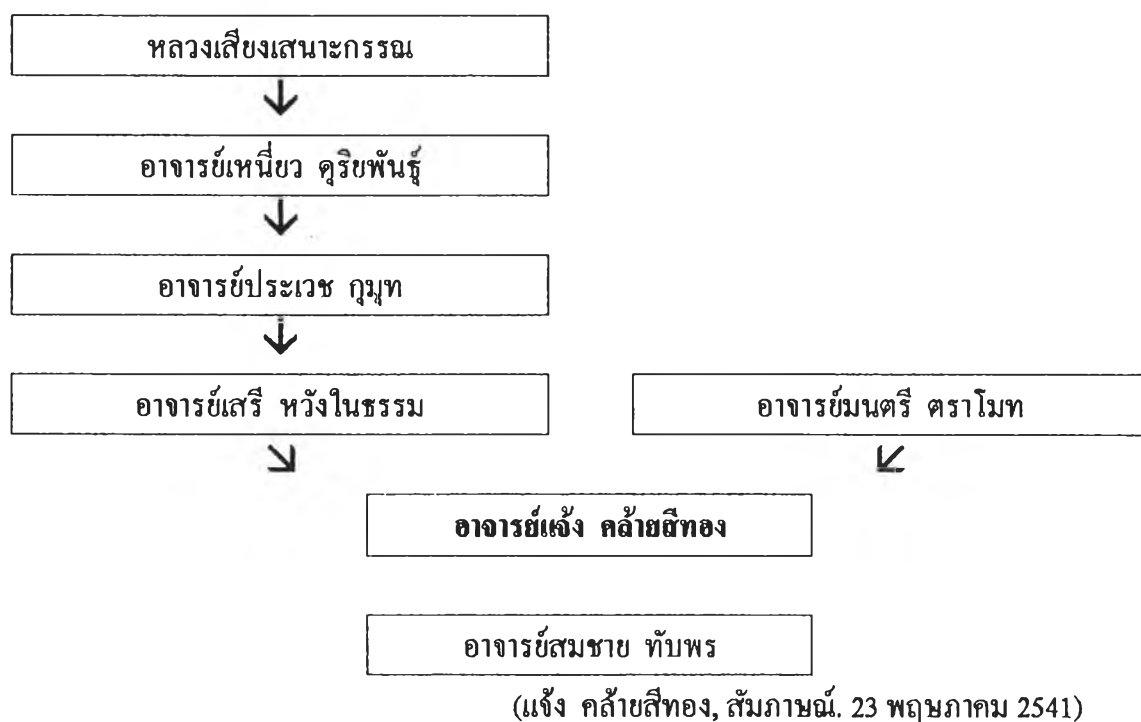 หลวงเสียงเสนาะกรรณ
อาจารย์เหนี่ยว ดุริยพันธุ์
อาจารย์ประเวช กุมุท
อาจารย์เสรี หวังในธรรม
อาจารย์มนตรี ตราโมท
อาจารย์แจ้ง คล้ายสีทอง
อาจารย์สมชาย ทับพร
(แจ้ง คล้ายสีทอง, สัมภาษณ์. 23 พฤษภาคม 2541)